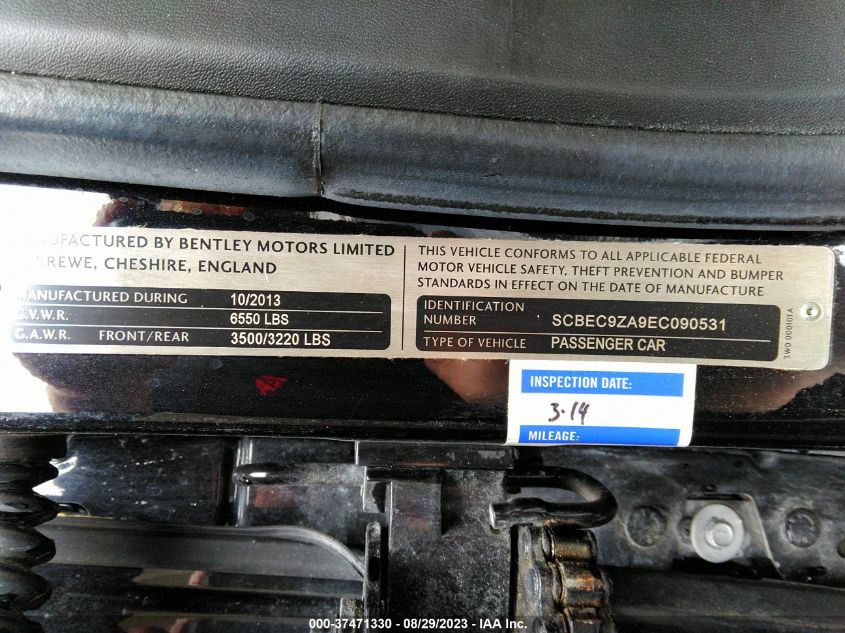 UFACTURED BY BENTLEY MOTORS LIMITED
CREWE, CHESHIRE, ENGLAND
MANUFACTURED DURING 10/2013
G.V.W.R. 6550 LBS
G.A.W.R. FRONT/REAR 3500/3220 LBS
THIS VEHICLE CONFORMS TO ALL APPLICABLE FEDERAL
MOTOR VEHICLE SAFETY, THEFT PREVENTION AND BUMPER
STANDARDS IN EFFECT ON THE DATE OF MANUFACTURE
IDENTIFICATION
NUMBER SCBEC9ZA9EC090531
TYPE OF VEHICLE PASSENGER CAR
3W0 000101A
INSPECTION DATE:
3-14
MILEAGE:
000-37471330 - 08/29/2023 - IAA Inc.